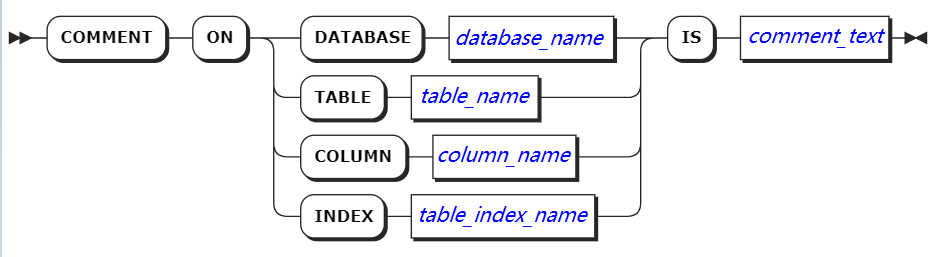 COMMENT ON DATABASE database_name IS comment_text
TABLE table_name
COLUMN column_name
INDEX table_index_name